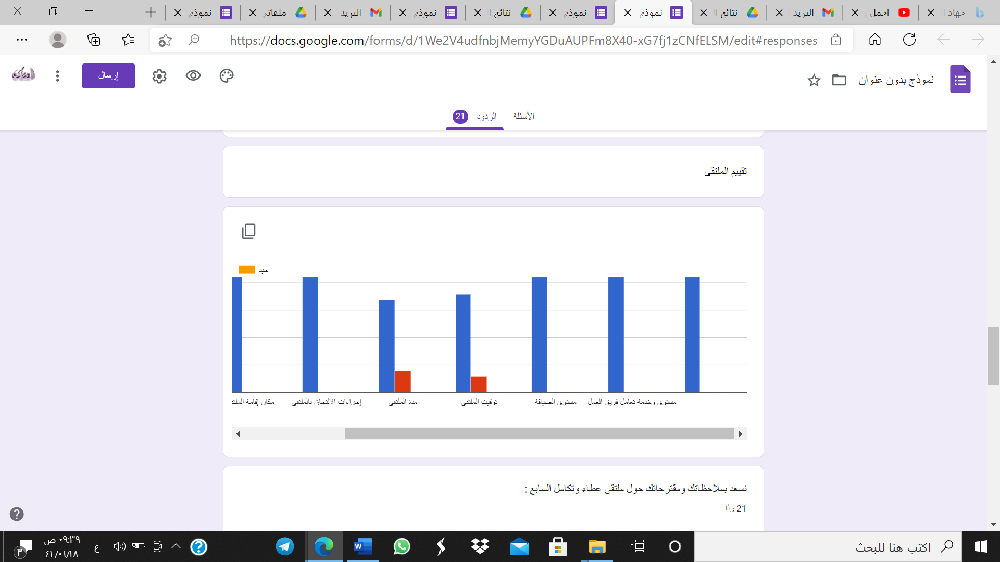 جهاد ا
اجمل
البريد
نتائج ال
نموذج
نموذج
نتائج ا
نموذج
البريد
ملفاتي
نموذج
https://docs.google.com/forms/d/1We2V4udfnbjMemyYGDuAUPFm8X40-xG7fj1zCNfELSM/edit#responses
نموذج بدون عنوان
إرسال
الأسئلة
الردود 21
تقييم الملتقى
جيد
مستوى وخدمة تعامل فريق العمل
مستوى الضيافة
توقيت الملتقى
مدة الملتقى
إجراءات الالتحاق بالملتقى
مكان إقامة الملتق
نسعد بملاحظاتك ومقترحاتك حول ملتقى عطاء وتكامل السابع :
21 ردًا
اكتب هنا للبحث
ع
٠٩:٣٩ ص
٤٢/٠٦/٢٨
٣